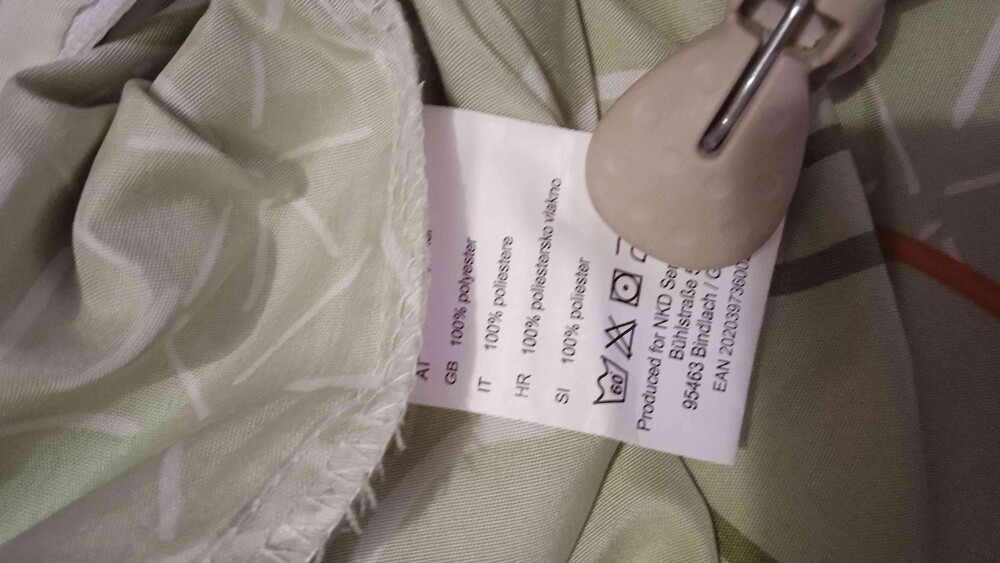 AT
GB 100% polyester
IT 100% poliestere
HR 100% poliestersko vlakno
SI 100% poliester
60
Produced for NKD
Bühlstraße
95463 Bindlach /
EAN